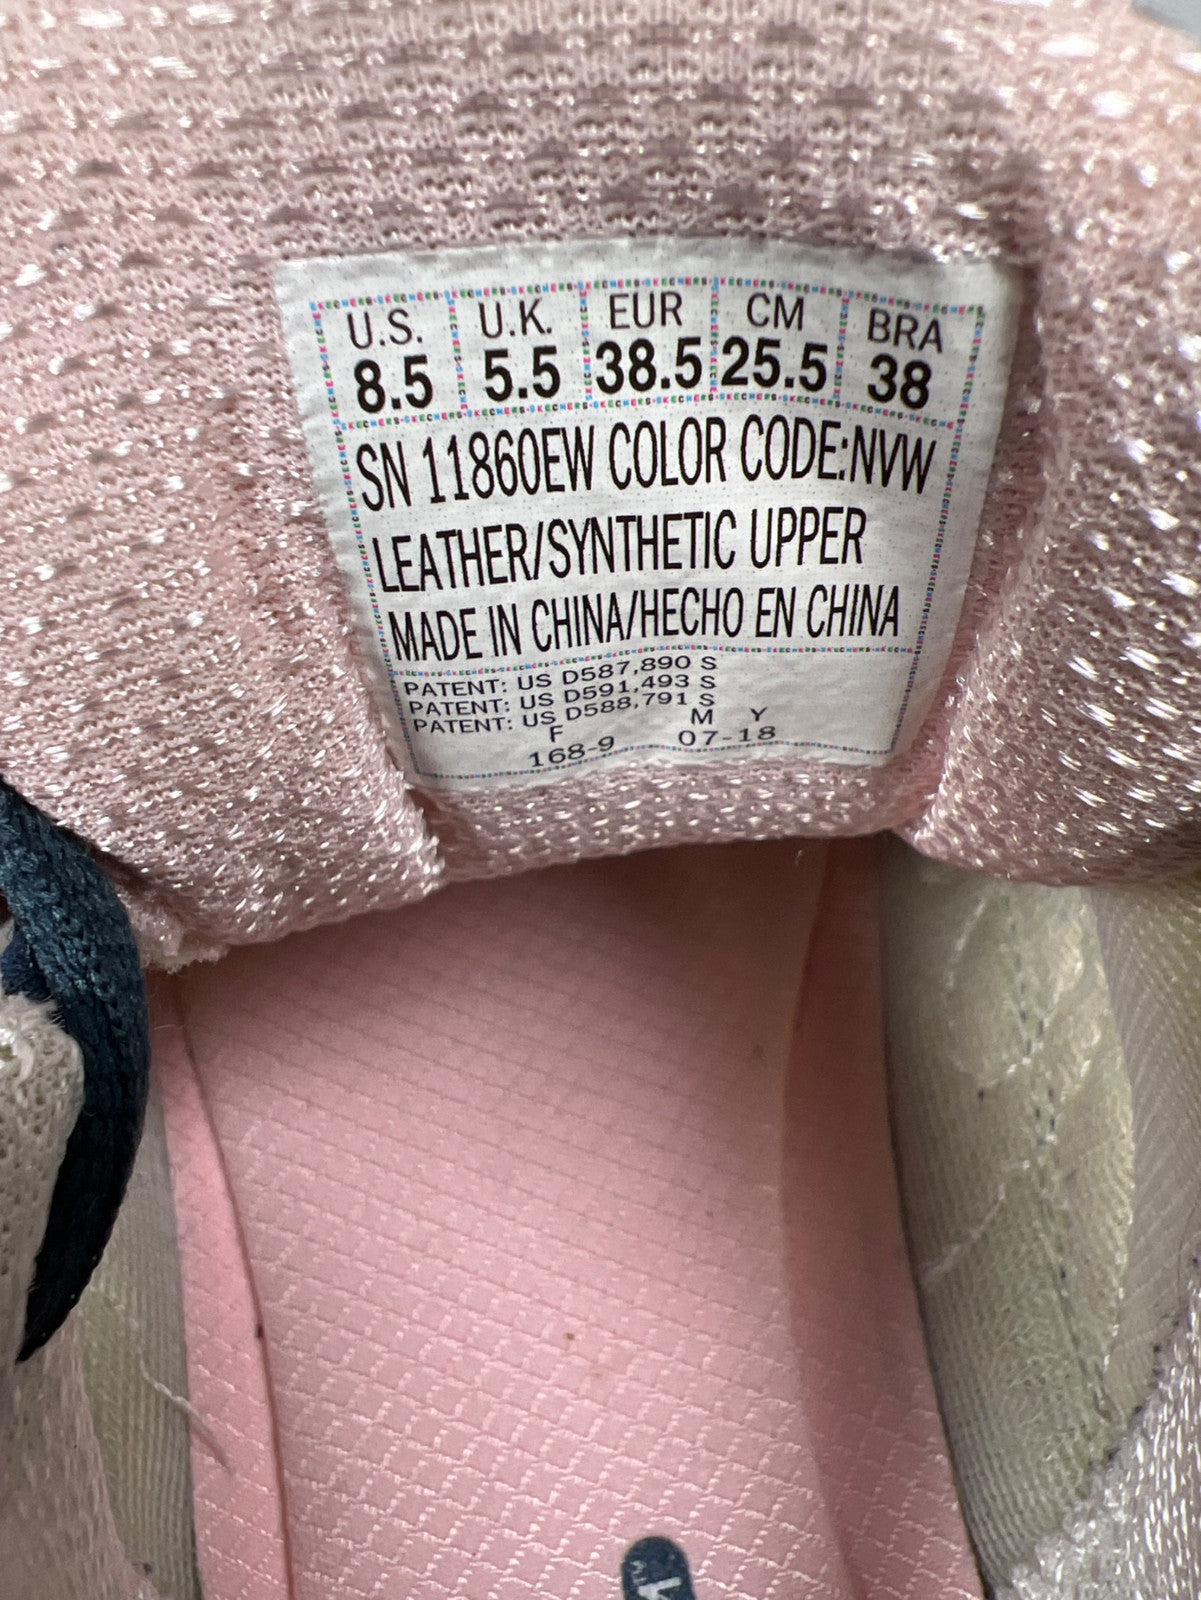 U.S. U.K. EUR CM BRA
8.5 5.5 38.5 25.5 38
SN 11860EW COLOR CODE:NVW
LEATHER/SYNTHETIC UPPER
MADE IN CHINA/HECHO EN CHINA
PATENT: US D587,890 S
PATENT: US D591,493 S
PATENT: US D588,791 S
F M Y
168-9 07-18